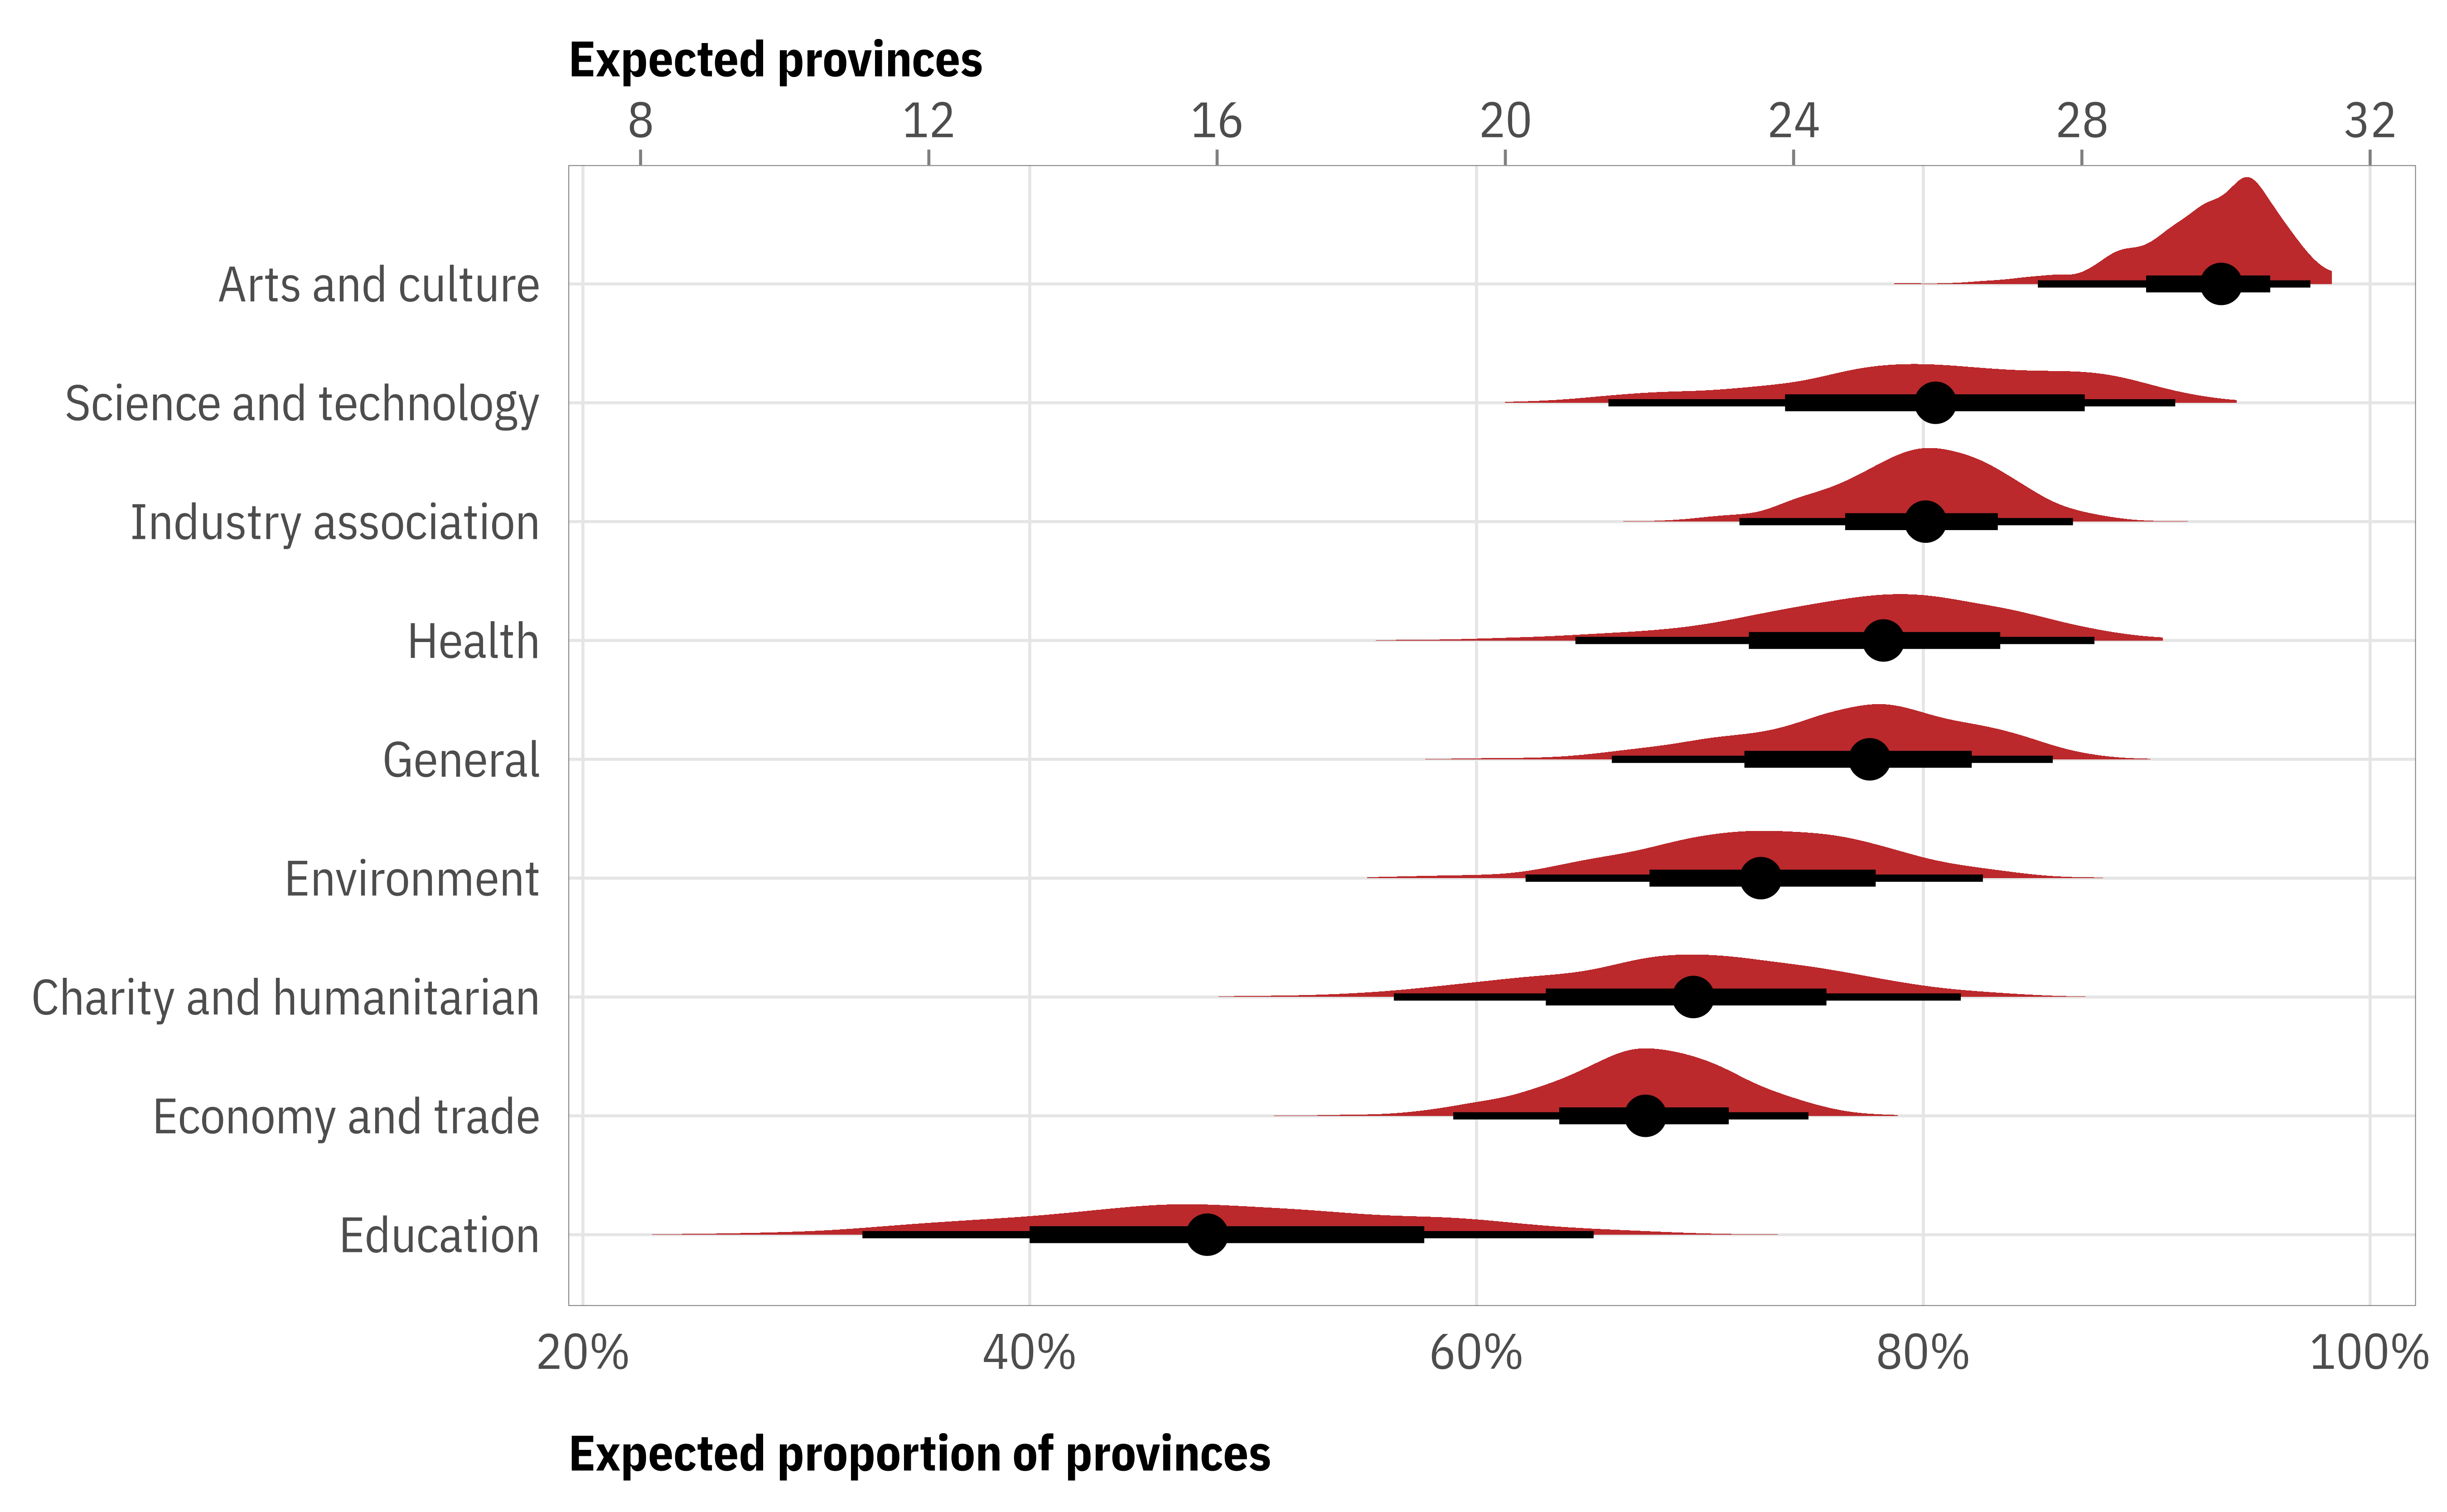 Expected provinces
8 12 16 20 24 28 32
Arts and culture
Science and technology
Industry association
Health
General
Environment
Charity and humanitarian
Economy and trade
Education
20% 40% 60% 80% 100%
Expected proportion of provinces